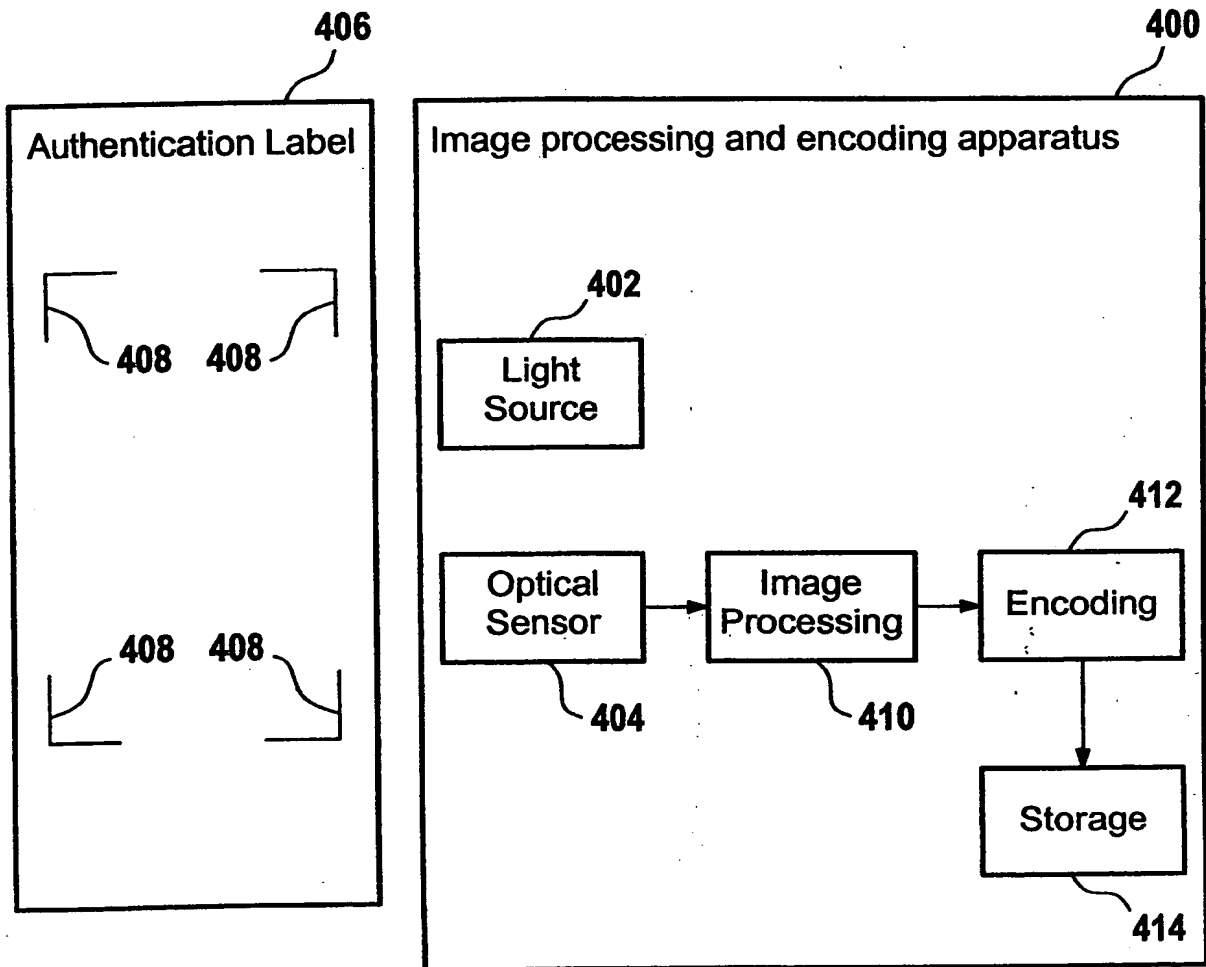 406
400
Authentication Label
Image processing and encoding apparatus
402
408 408
Light
Source
412
Optical
Sensor
Image
Processing
Encoding
408 408
404
410
Storage
414